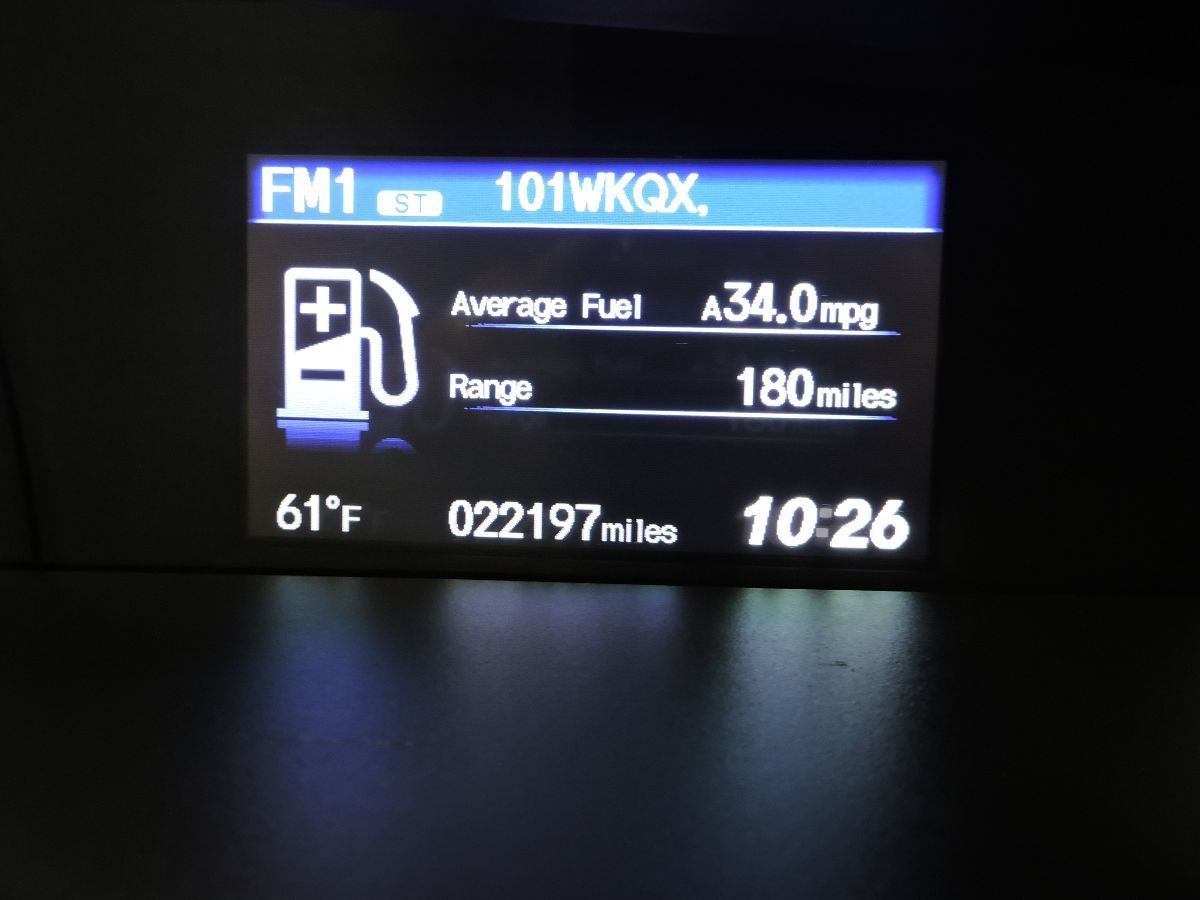 FM1 ST 101WKQX,
Average Fuel A34.0mpg
Range 180miles
61°F 022197miles 10:26